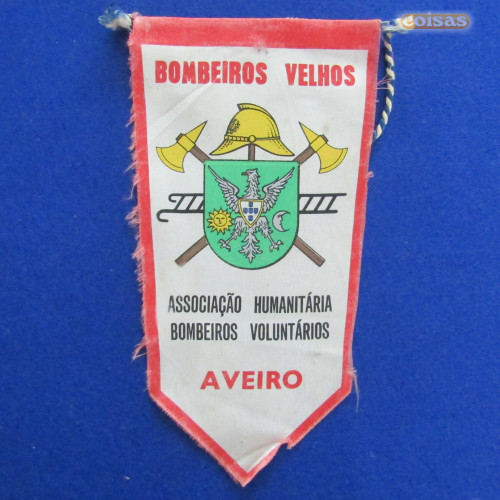 coisas
BOMBEIROS VELHOS
ASSOCIAÇÃO HUMANITÁRIA
BOMBEIROS VOLUNTÁRIOS
AVEIRO